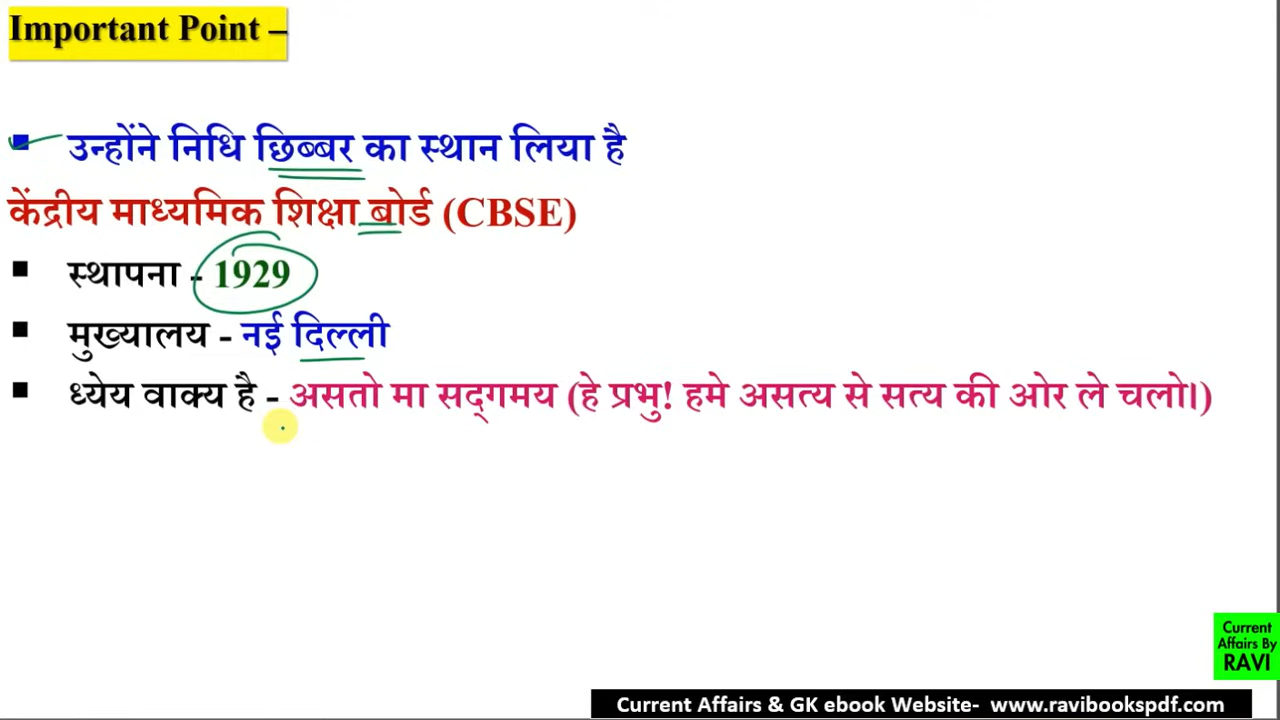 Important Point –
उन्होंने निधि छिब्बर का स्थान लिया है
केंद्रीय माध्यमिक शिक्षा बोर्ड (CBSE)
स्थापना - 1929
मुख्यालय - नई दिल्ली
ध्येय वाक्य है - असतो मा सद्गमय (हे प्रभु! हमे असत्य से सत्य की ओर ले चलो।)
Current
Affairs By
RAVI
Current Affairs & GK ebook Website- www.ravibookspdf.com